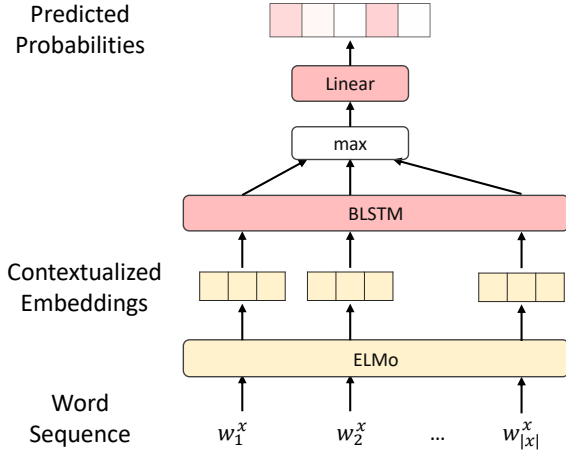 Predicted
Probabilities
Linear
max
BLSTM
Contextualized
Embeddings
ELMo
Word
Sequence
$w_1^x$ $w_2^x$ ... $w_{|x|}^x$